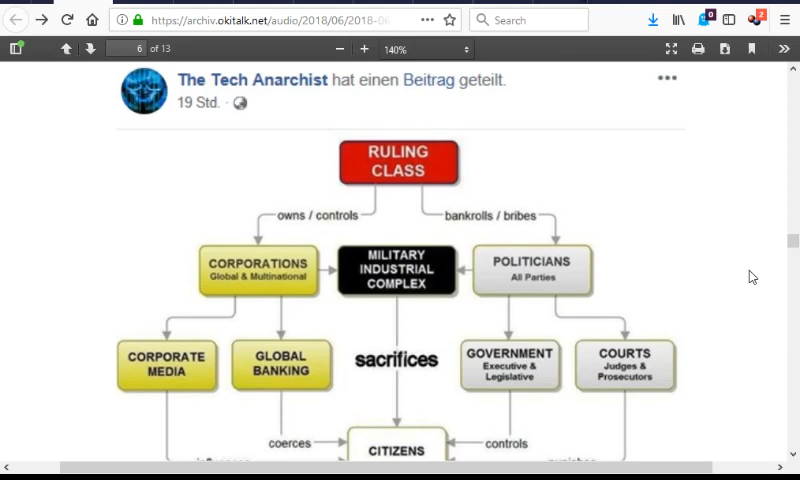 https://archiv.okitalk.net/audio/2018/06/2018-06
Search
0
2
6 of 13
140%
The Tech Anarchist hat einen Beitrag geteilt.
19 Std.
RULING
CLASS
owns / controls
bankrolls / bribes
CORPORATIONS
Global & Multinational
MILITARY
INDUSTRIAL
COMPLEX
POLITICIANS
All Parties
CORPORATE
MEDIA
GLOBAL
BANKING
sacrifices
GOVERNMENT
Executive &
Legislative
COURTS
Judges &
Prosecutors
coerces
CITIZENS
controls